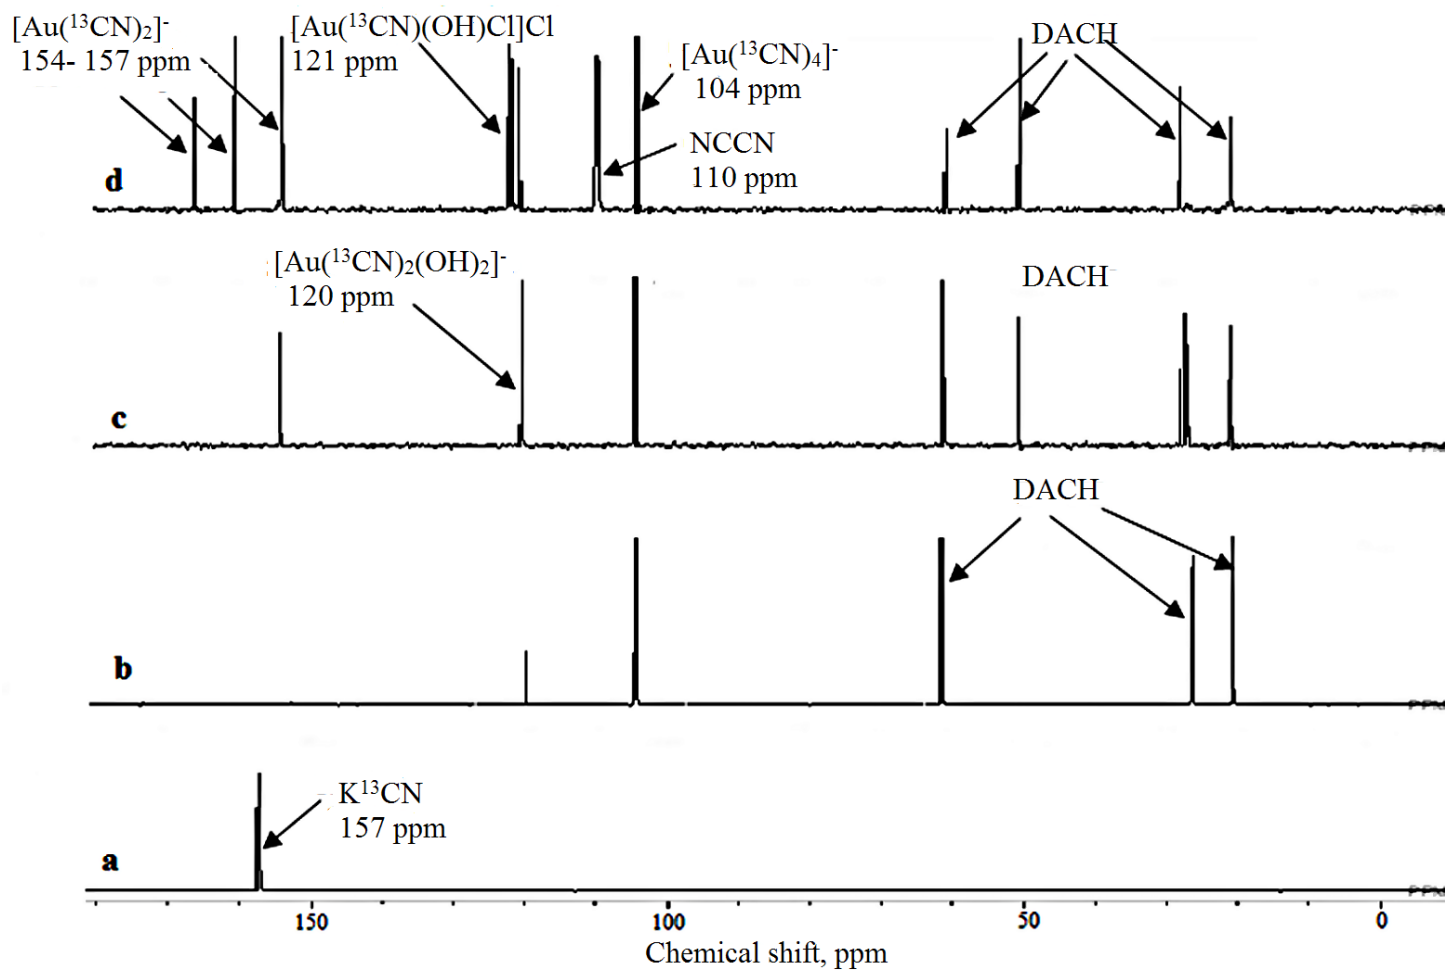 [Au(¹³CN)₂]⁻
154- 157 ppm
[Au(¹³CN)(OH)Cl]Cl
121 ppm
[Au(¹³CN)₄]⁻
104 ppm
NCCN
110 ppm
DACH
d
[Au(¹³CN)₂(OH)₂]⁻
120 ppm
DACH
c
DACH
b
K¹³CN
157 ppm
a
150 100 50 0
Chemical shift, ppm